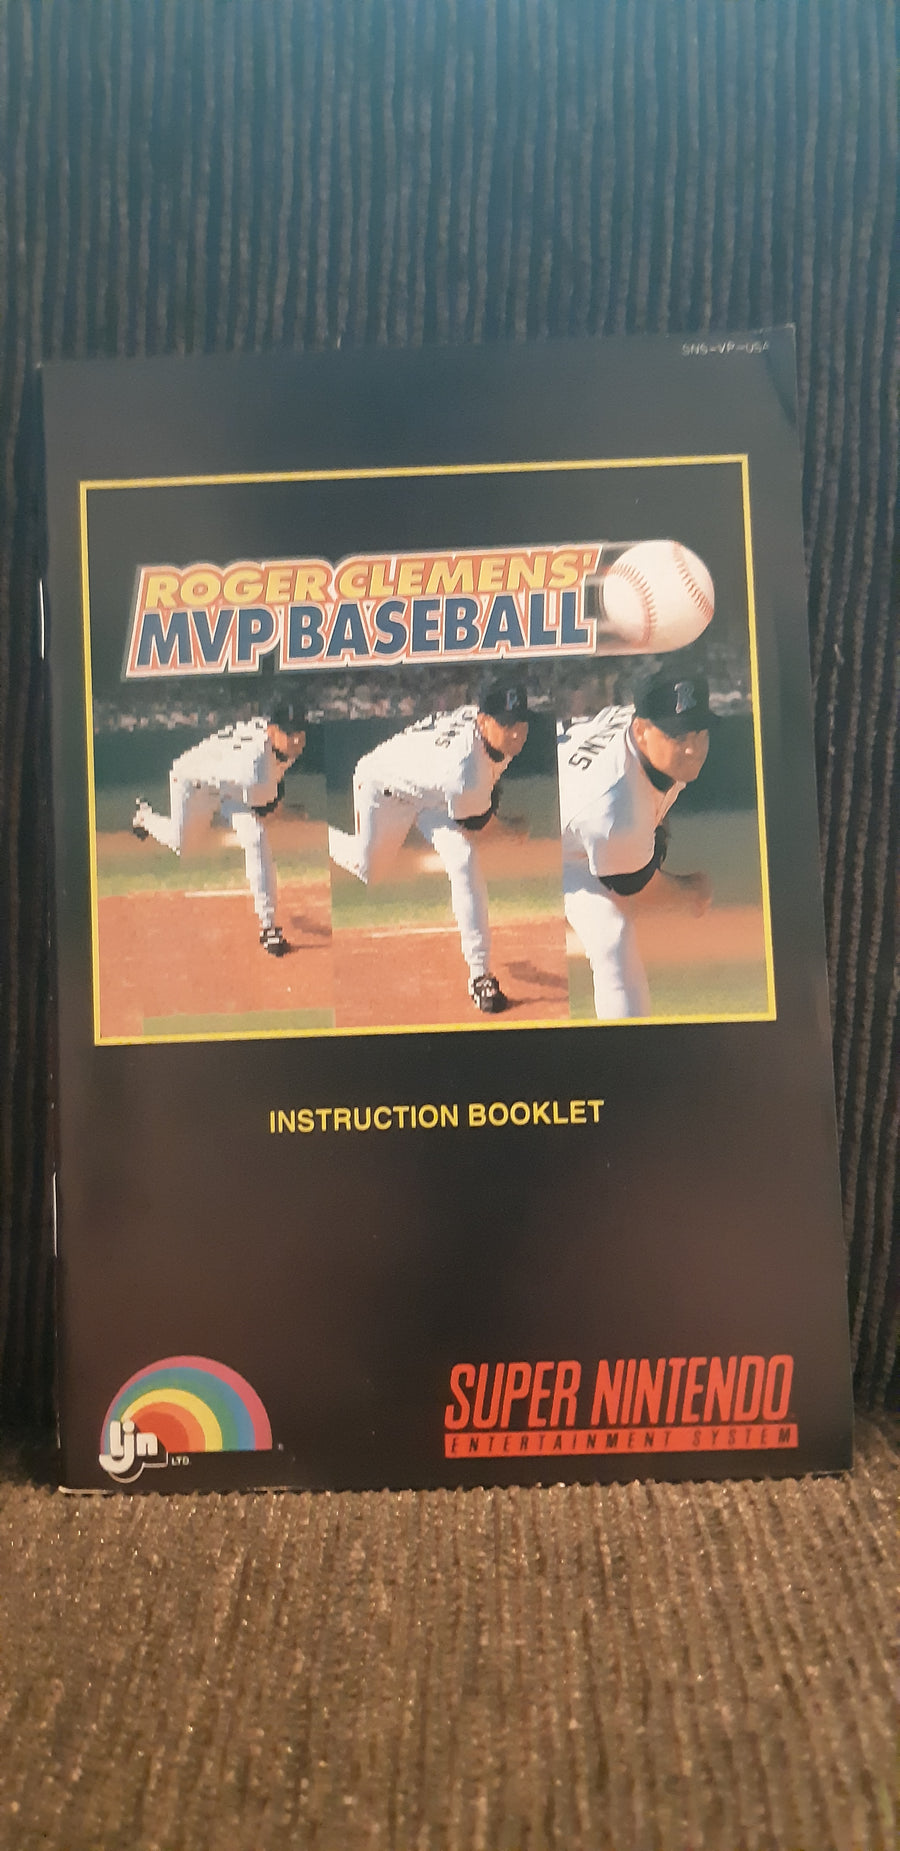 SNS-VP-USA
ROGER CLEMENS'
MVP BASEBALL
INSTRUCTION BOOKLET
ljn
LTD.
SUPER NINTENDO
ENTERTAINMENT SYSTEM